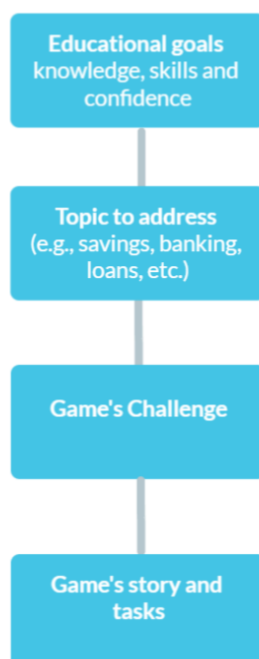 Educational goals
knowledge, skills and
confidence
Topic to address
(e.g., savings, banking,
loans, etc.)
Game's Challenge
Game's story and
tasks